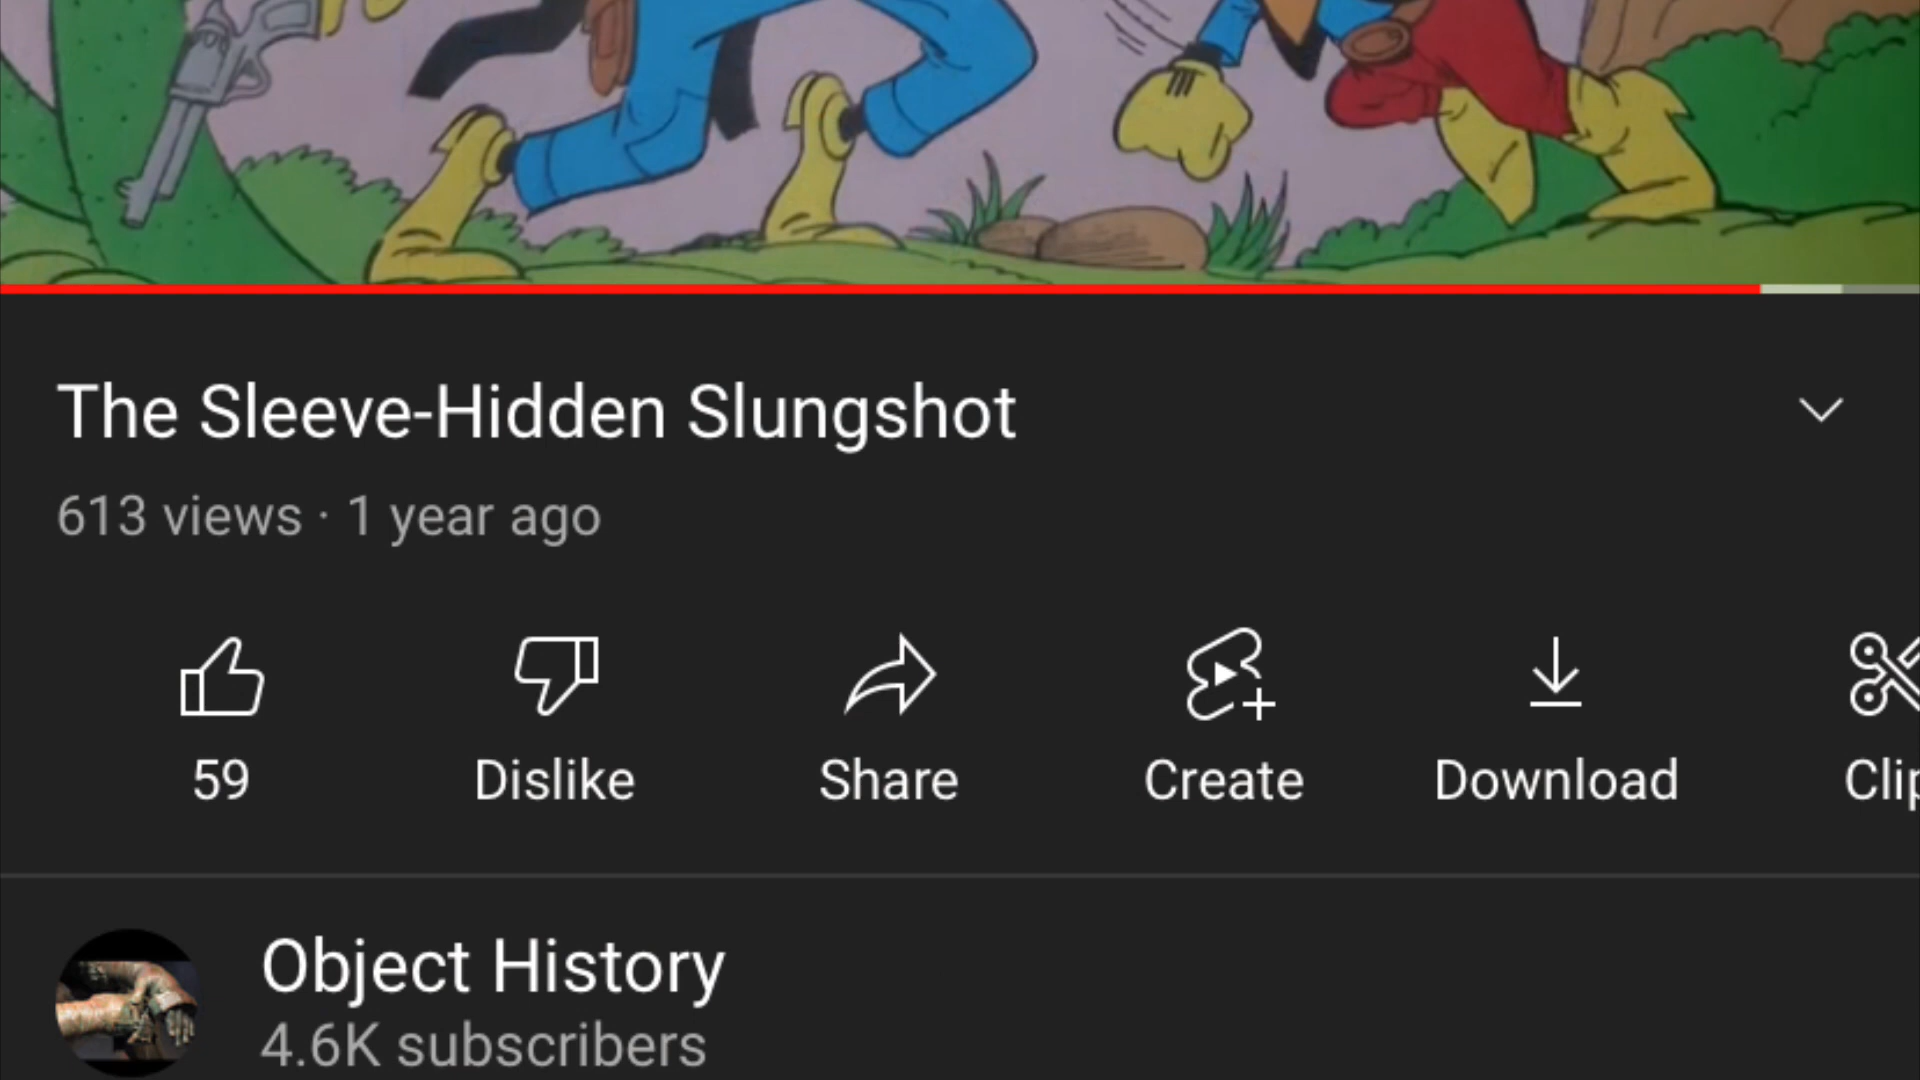 The Sleeve-Hidden Slungshot
613 views · 1 year ago
59
Dislike
Share
Create
Download
Clip
Object History
4.6K subscribers